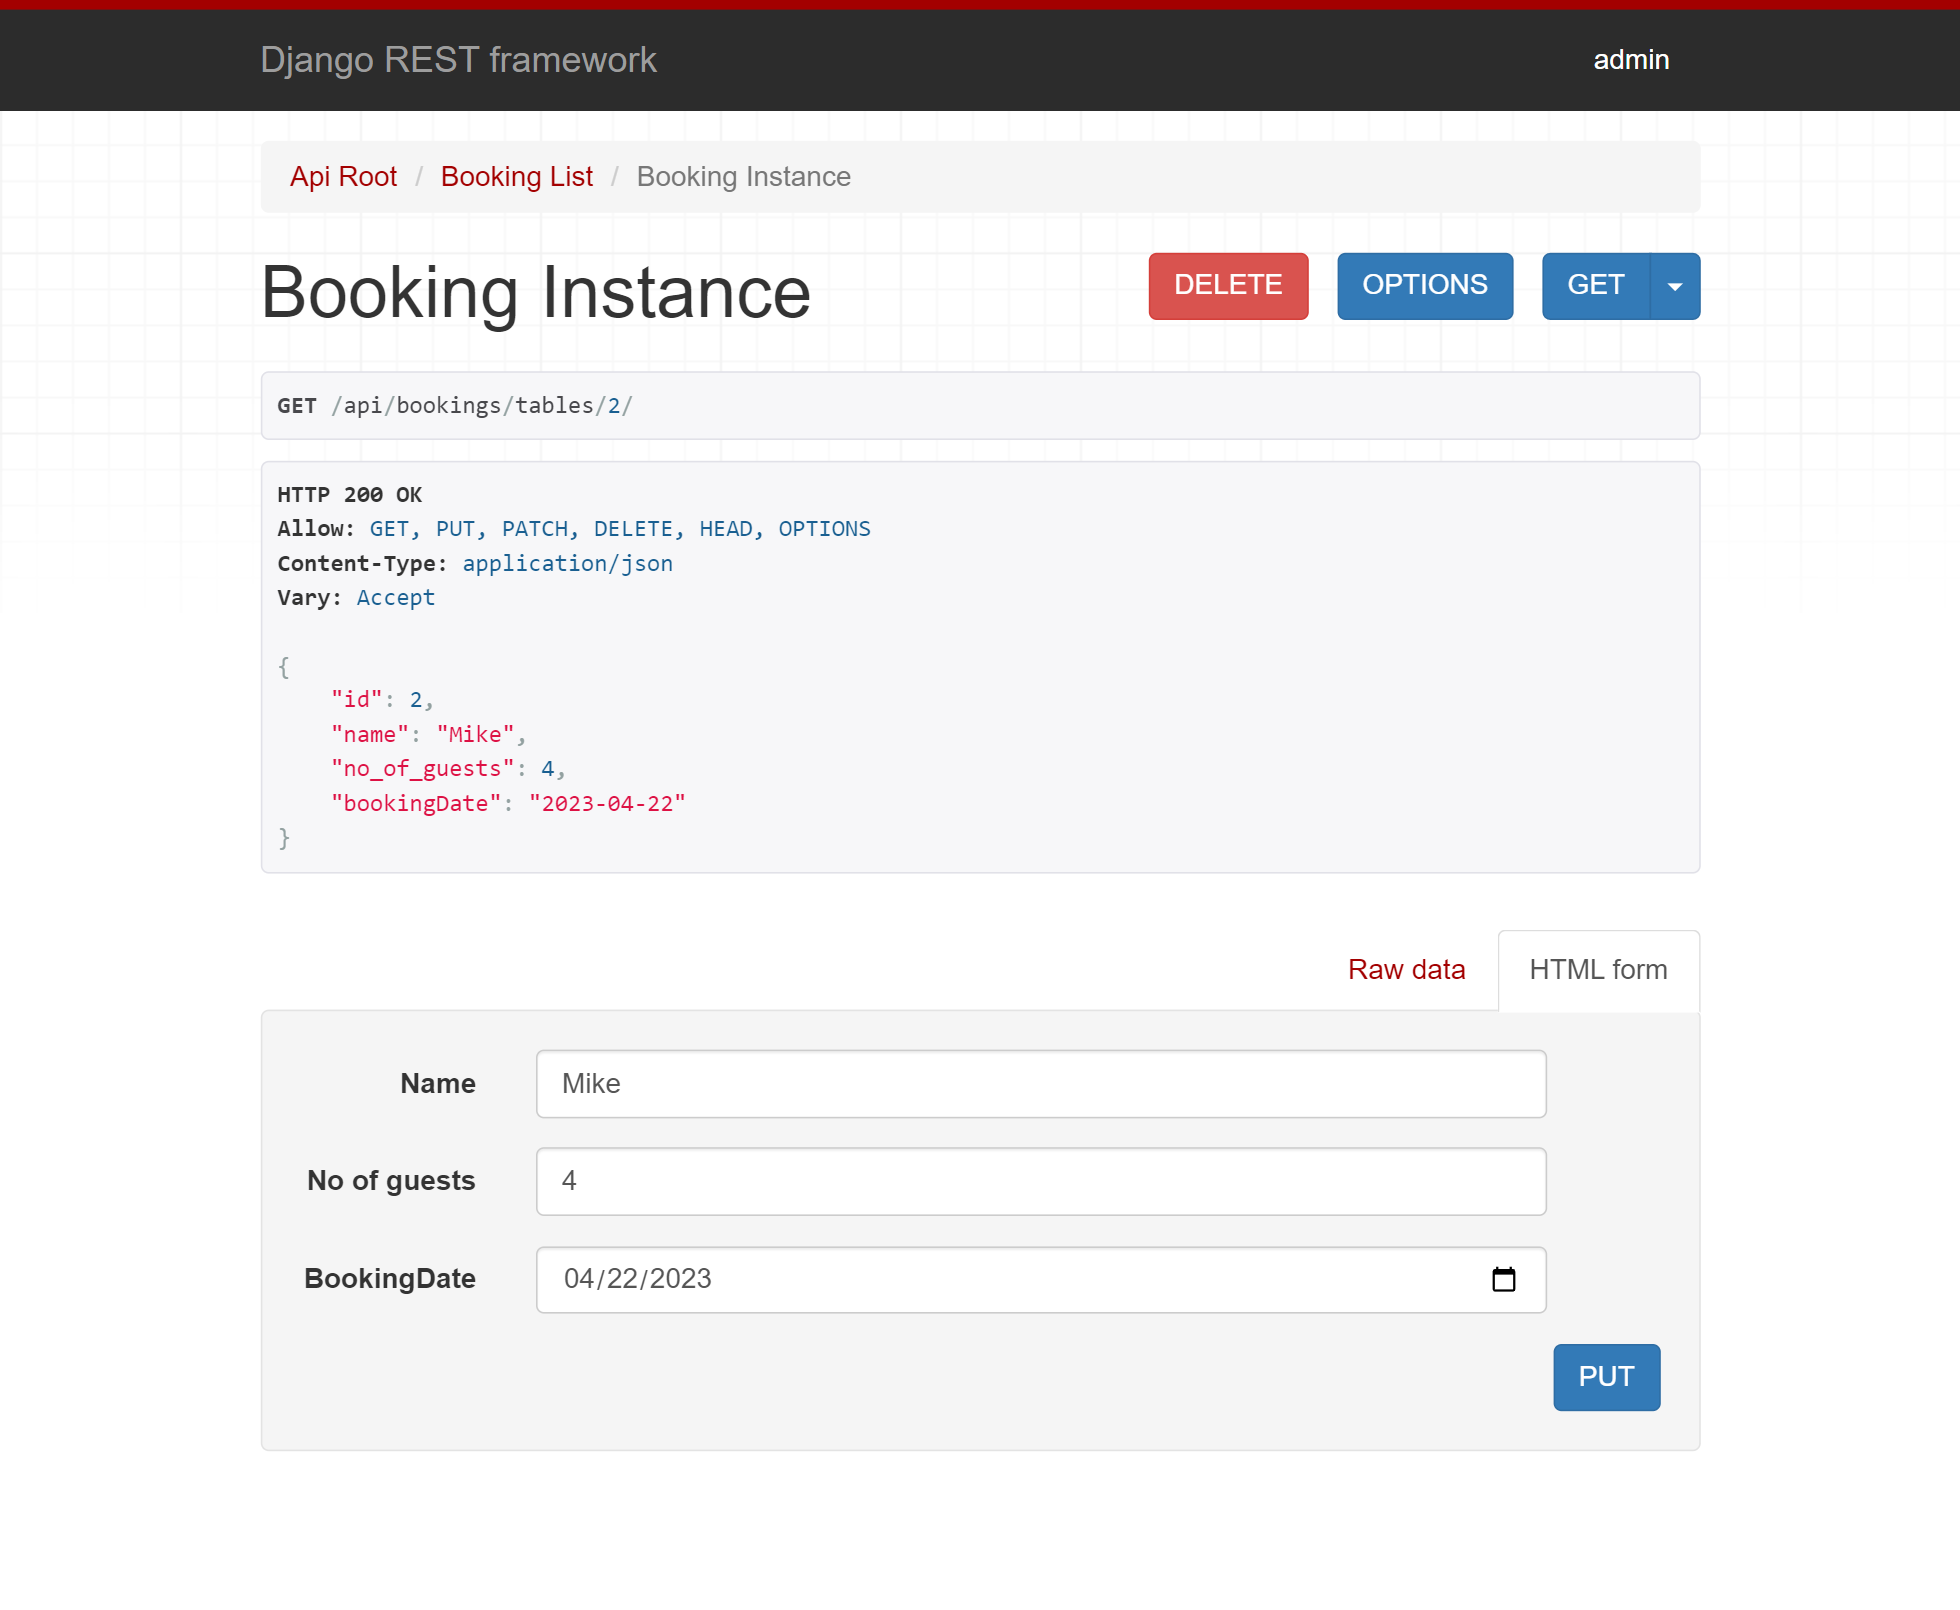 Django REST framework
admin
Api Root / Booking List / Booking Instance
Booking Instance
DELETE
OPTIONS
GET
GET /api/bookings/tables/2/
HTTP 200 OK
Allow: GET, PUT, PATCH, DELETE, HEAD, OPTIONS
Content-Type: application/json
Vary: Accept
{
"id": 2,
"name": "Mike",
"no_of_guests": 4,
"bookingDate": "2023-04-22"
}
Raw data
HTML form
Name
Mike
No of guests
4
BookingDate
04/22/2023
PUT